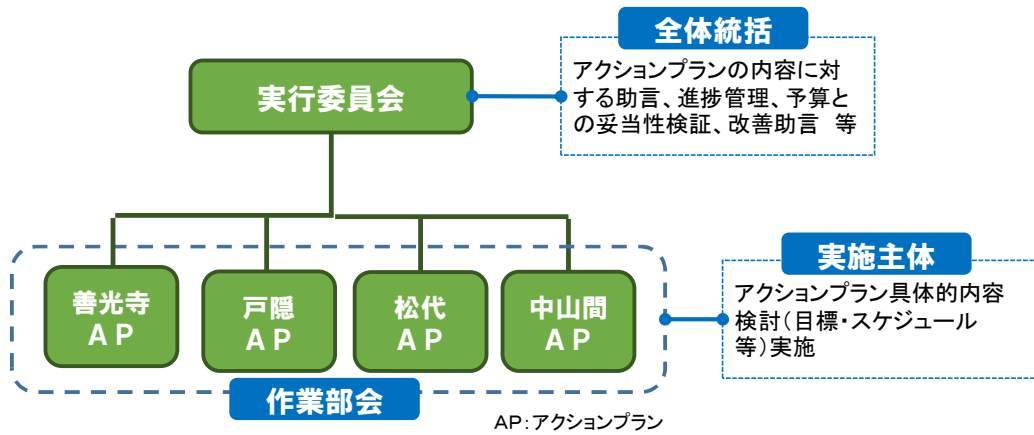 全体統括
アクションプランの内容に対
する助言、進捗管理、予算と
の妥当性検証、改善助言　等
実行委員会
善光寺
ＡＰ
戸隠
ＡＰ
松代
ＡＰ
中山間
ＡＰ
作業部会
実施主体
アクションプラン具体的内容
検討(目標・スケジュール
等)実施
AP:アクションプラン